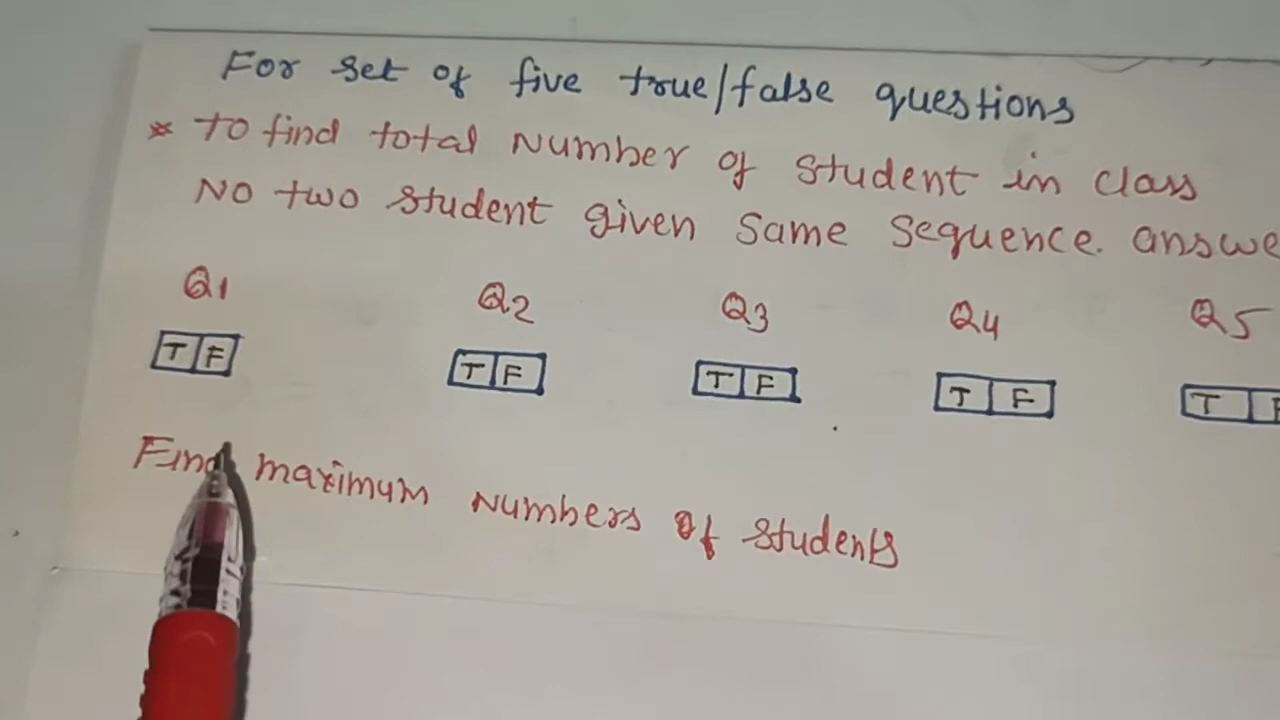 For set of five true/false questions
* To find total Number of student in class
No two student given same sequence. answe
Q1 Q2 Q3 Q4 Q5
T F T F T F T F T F
Find maximum Numbers of students